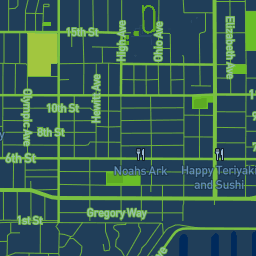 15th St
High Ave
Ohio Ave
Elizabeth Ave
Olympic Ave
Hewitt Ave
10th St
8th St
6th St
Noahs Ark
Happy Teriyaki
and Sushi
Gregory Way
1st St